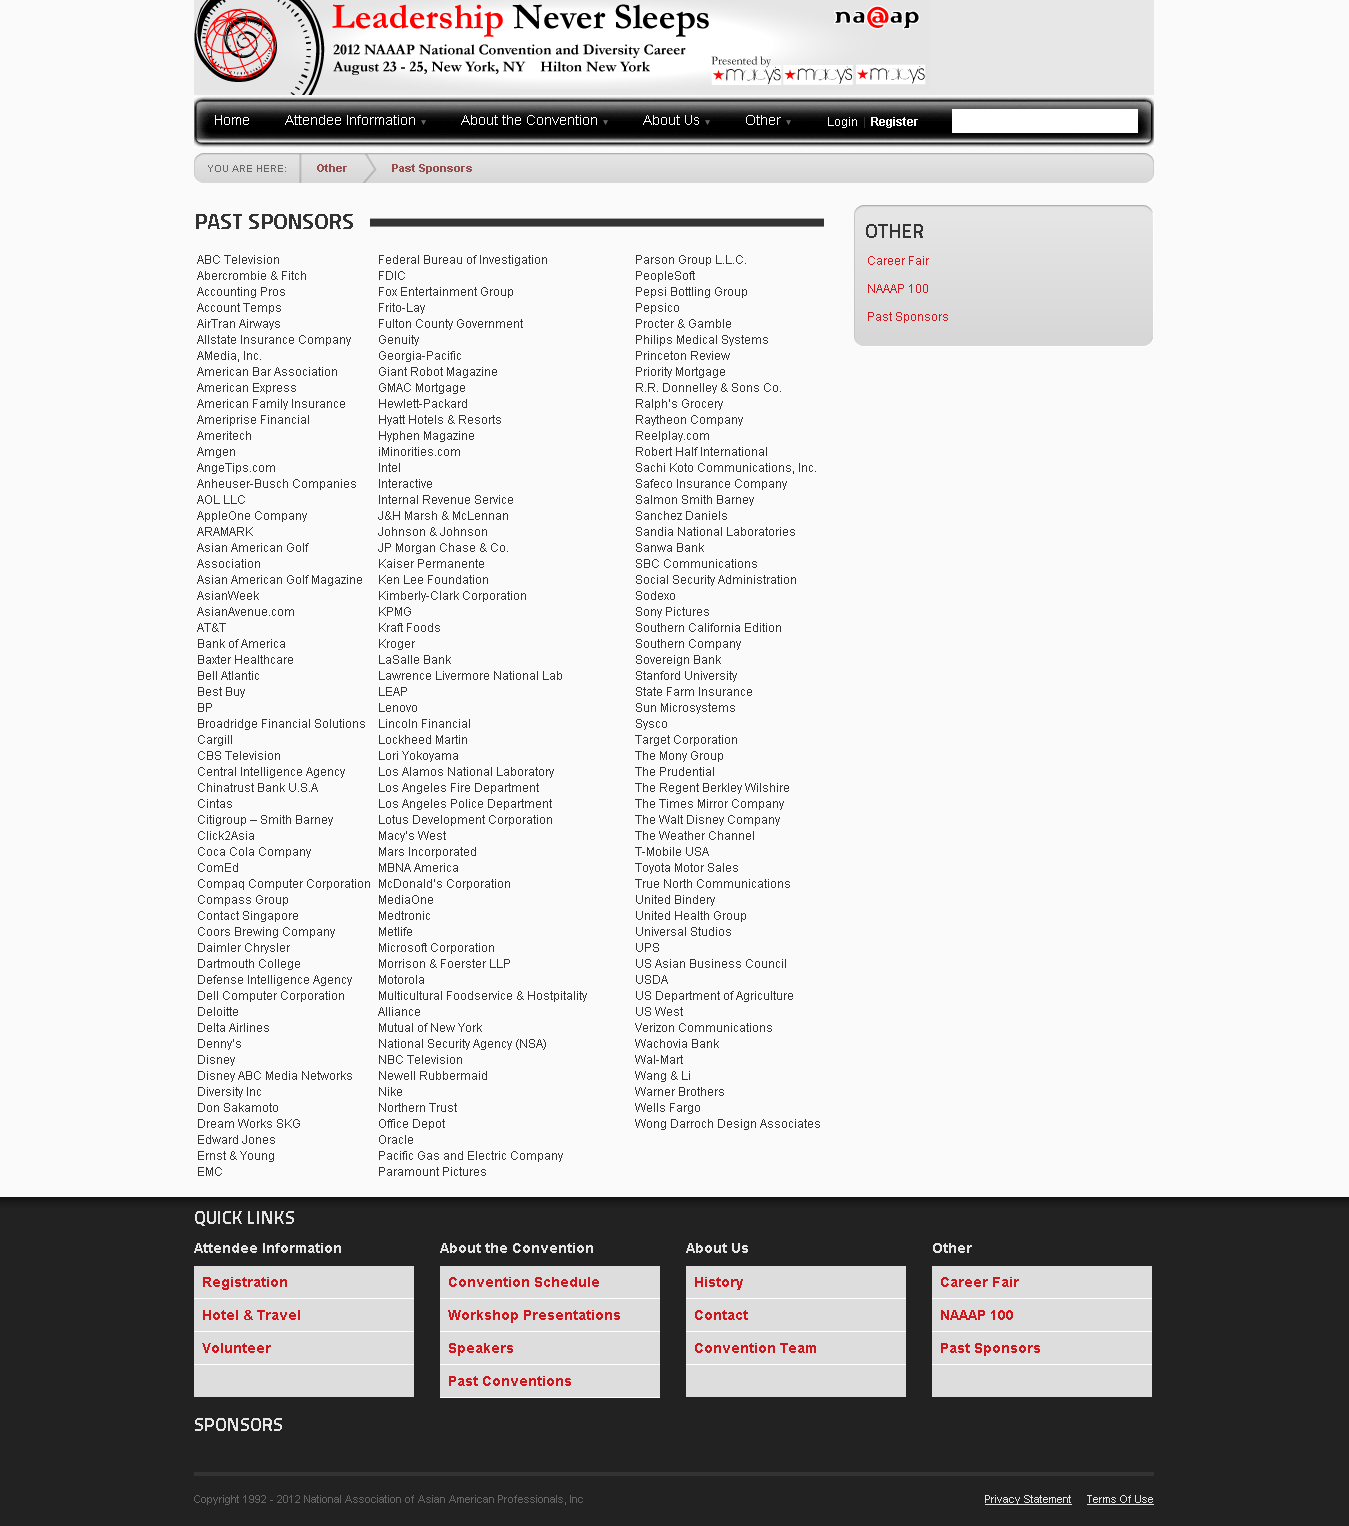 Leadership Never Sleeps
na@ap
2012 NAAAP National Convention and Diversity Career
August 23 - 25, New York, NY Hilton New York
Presented by
★macys ★macys ★macys
Home Attendee Information About the Convention About Us Other Login Register
YOU ARE HERE: Other Past Sponsors
PAST SPONSORS
ABC Television
Abercrombie & Fitch
Accounting Pros
Account Temps
AirTran Airways
Allstate Insurance Company
AMedia, Inc.
American Bar Association
American Express
American Family Insurance
Ameriprise Financial
Ameritech
Amgen
AngeTips.com
Anheuser-Busch Companies
AOL LLC
AppleOne Company
ARAMARK
Asian American Golf
Association
Asian American Golf Magazine
AsianWeek
AsianAvenue.com
AT&T
Bank of America
Baxter Healthcare
Bell Atlantic
Best Buy
BP
Broadridge Financial Solutions
Cargill
CBS Television
Central Intelligence Agency
Chinatrust Bank U.S.A
Cintas
Citigroup – Smith Barney
Click2Asia
Coca Cola Company
ComEd
Compaq Computer Corporation
Compass Group
Contact Singapore
Coors Brewing Company
Daimler Chrysler
Dartmouth College
Defense Intelligence Agency
Dell Computer Corporation
Deloitte
Delta Airlines
Denny's
Disney
Disney ABC Media Networks
Diversity Inc
Don Sakamoto
Dream Works SKG
Edward Jones
Ernst & Young
EMC
Federal Bureau of Investigation
FDIC
Fox Entertainment Group
Frito-Lay
Fulton County Government
Genuity
Georgia-Pacific
Giant Robot Magazine
GMAC Mortgage
Hewlett-Packard
Hyatt Hotels & Resorts
Hyphen Magazine
iMinorities.com
Intel
Interactive
Internal Revenue Service
J&H Marsh & McLennan
Johnson & Johnson
JP Morgan Chase & Co.
Kaiser Permanente
Ken Lee Foundation
Kimberly-Clark Corporation
KPMG
Kraft Foods
Kroger
LaSalle Bank
Lawrence Livermore National Lab
LEAP
Lenovo
Lincoln Financial
Lockheed Martin
Lori Yokoyama
Los Alamos National Laboratory
Los Angeles Fire Department
Los Angeles Police Department
Lotus Development Corporation
Macy's West
Mars Incorporated
MBNA America
McDonald's Corporation
MediaOne
Medtronic
Metlife
Microsoft Corporation
Morrison & Foerster LLP
Motorola
Multicultural Foodservice & Hostpitality
Alliance
Mutual of New York
National Security Agency (NSA)
NBC Television
Newell Rubbermaid
Nike
Northern Trust
Office Depot
Oracle
Pacific Gas and Electric Company
Paramount Pictures
Parson Group L.L.C.
PeopleSoft
Pepsi Bottling Group
Pepsico
Procter & Gamble
Philips Medical Systems
Princeton Review
Priority Mortgage
R.R. Donnelley & Sons Co.
Ralph's Grocery
Raytheon Company
Reelplay.com
Robert Half International
Sachi Koto Communications, Inc.
Safeco Insurance Company
Salmon Smith Barney
Sanchez Daniels
Sandia National Laboratories
Sanwa Bank
SBC Communications
Social Security Administration
Sodexo
Sony Pictures
Southern California Edition
Southern Company
Sovereign Bank
Stanford University
State Farm Insurance
Sun Microsystems
Sysco
Target Corporation
The Mony Group
The Prudential
The Regent Berkley Wilshire
The Times Mirror Company
The Walt Disney Company
The Weather Channel
T-Mobile USA
Toyota Motor Sales
True North Communications
United Bindery
United Health Group
Universal Studios
UPS
US Asian Business Council
USDA
US Department of Agriculture
US West
Verizon Communications
Wachovia Bank
Wal-Mart
Wang & Li
Warner Brothers
Wells Fargo
Wong Darroch Design Associates
OTHER
Career Fair
NAAAP 100
Past Sponsors
QUICK LINKS
Attendee Information
Registration
Hotel & Travel
Volunteer
About the Convention
Convention Schedule
Workshop Presentations
Speakers
Past Conventions
About Us
History
Contact
Convention Team
Other
Career Fair
NAAAP 100
Past Sponsors
SPONSORS
Copyright 1992 - 2012 National Association of Asian American Professionals, Inc
Privacy Statement Terms Of Use